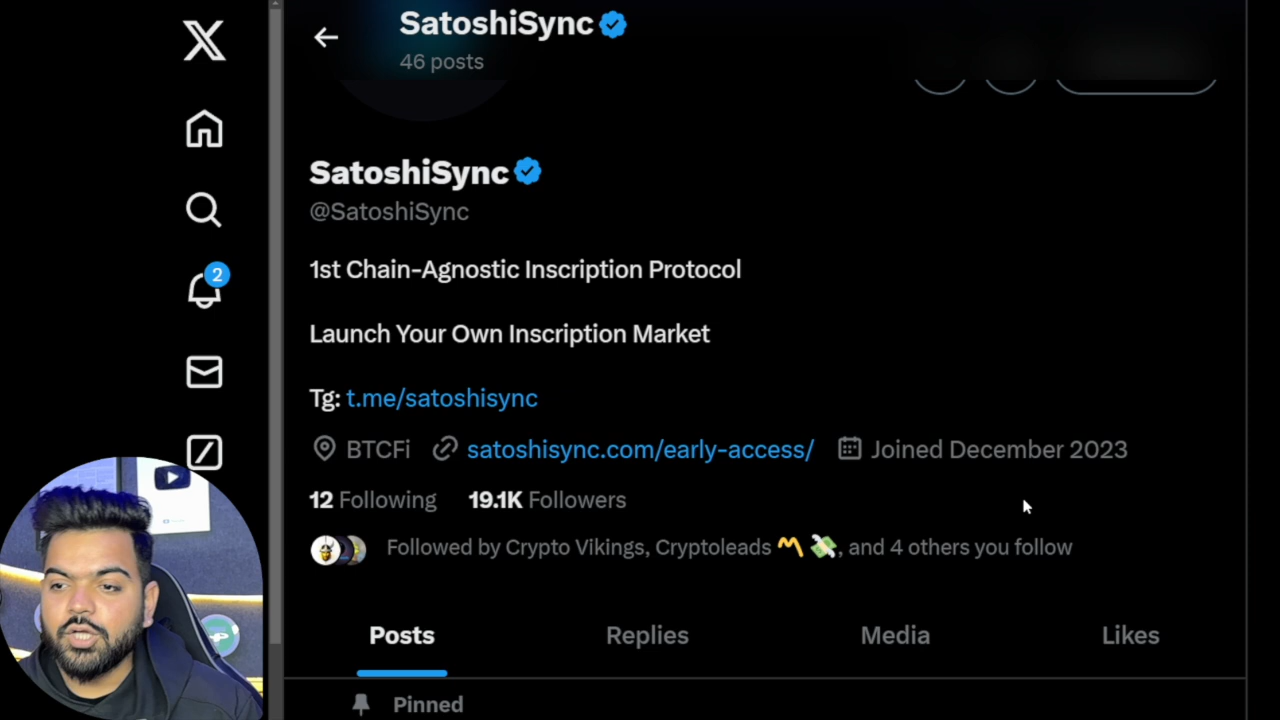 SatoshiSync
46 posts
SatoshiSync
@SatoshiSync
1st Chain-Agnostic Inscription Protocol
Launch Your Own Inscription Market
Tg: t.me/satoshisync
BTCFi satoshisync.com/early-access/ Joined December 2023
12 Following 19.1K Followers
Followed by Crypto Vikings, Cryptoleads 〽️ 💸, and 4 others you follow
Posts Replies Media Likes
Pinned
2